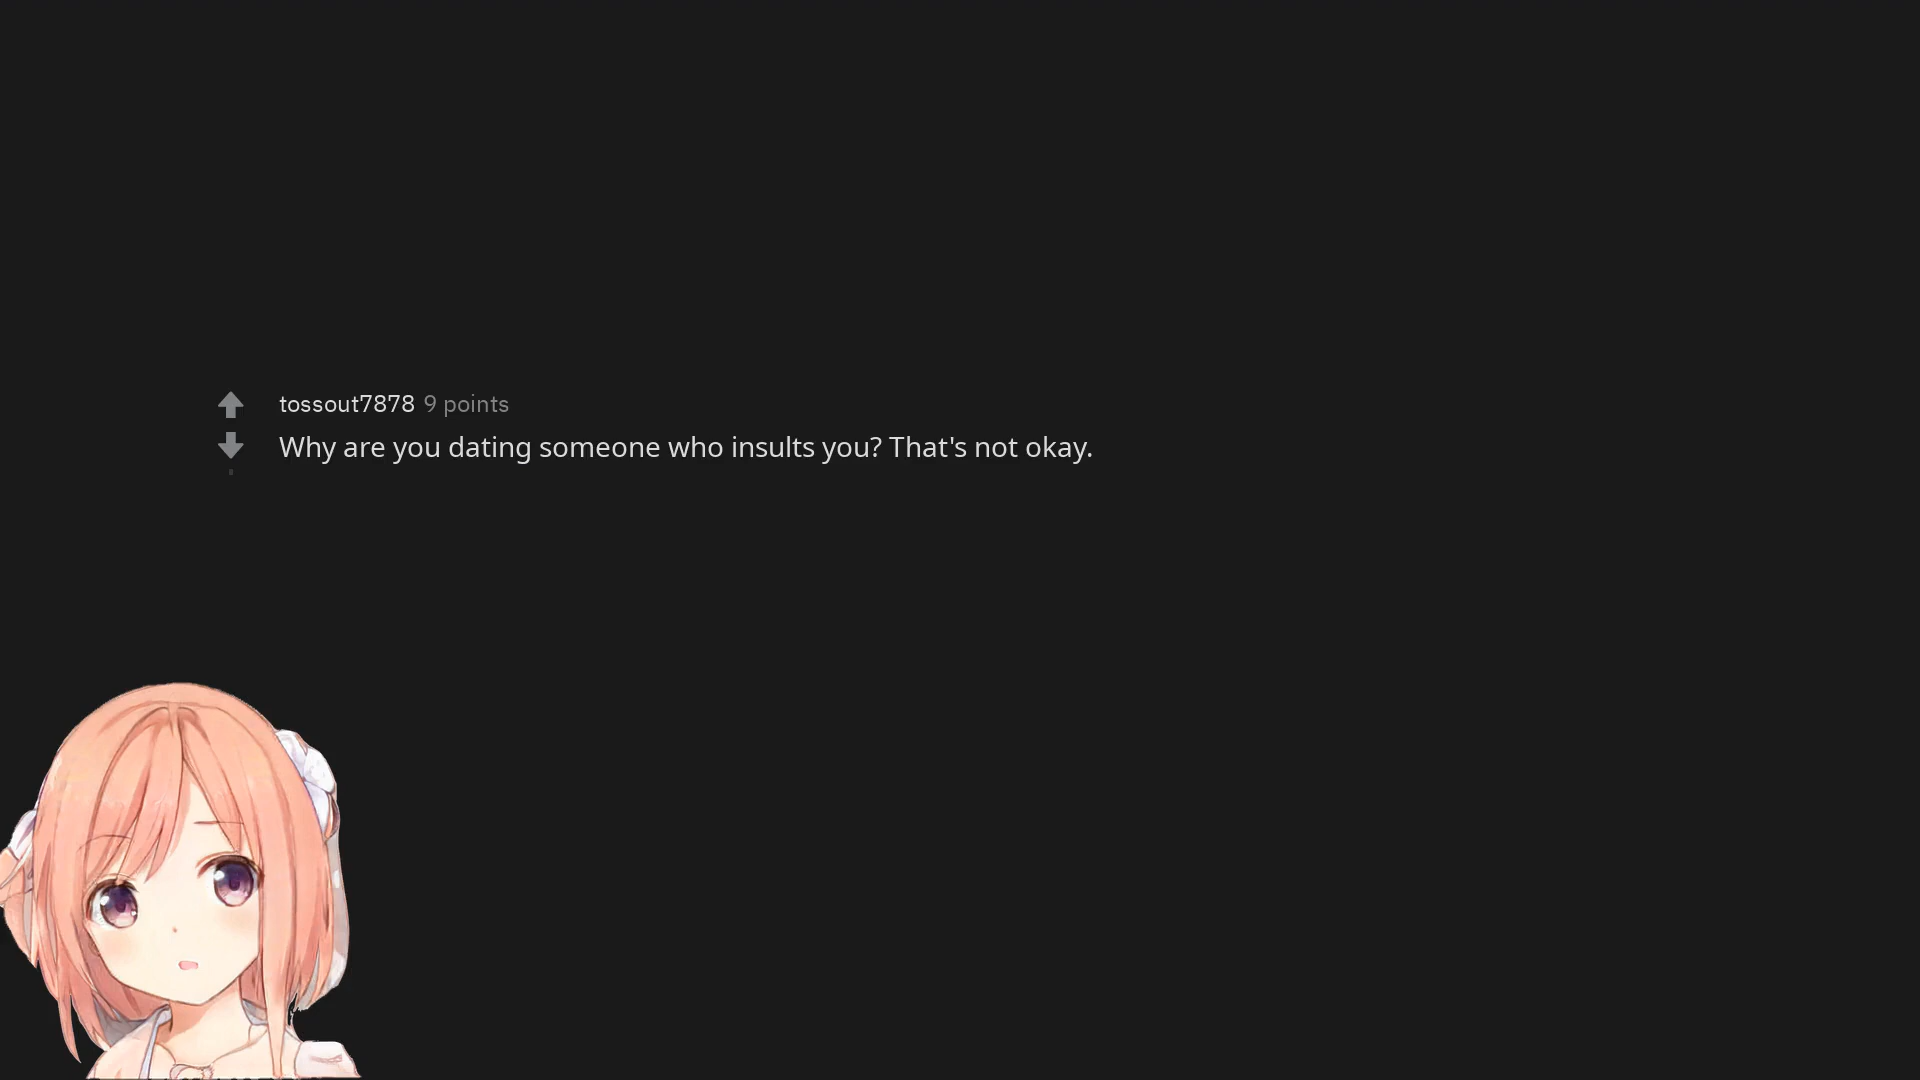 tossout7878 9 points
Why are you dating someone who insults you? That's not okay.